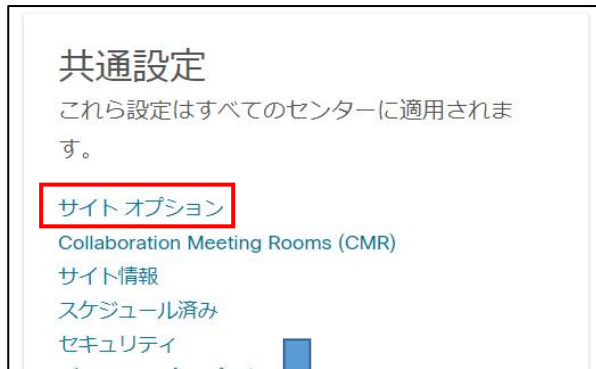 共通設定
これら設定はすべてのセンターに適用されま
す。
サイト オプション
Collaboration Meeting Rooms (CMR)
サイト情報
スケジュール済み
セキュリティ